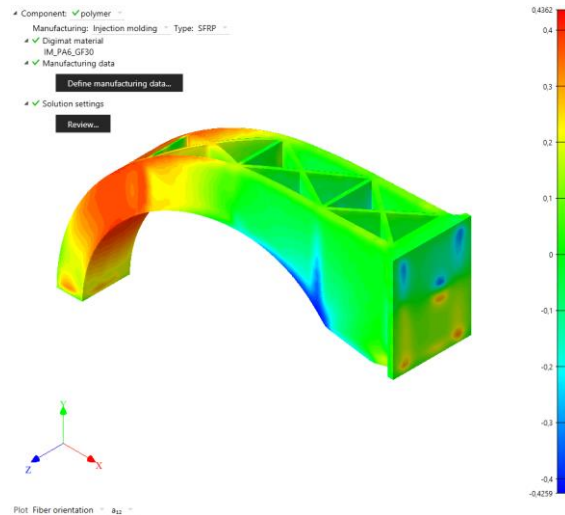 Component: polymer
Manufacturing: Injection molding Type: SFRP
Digimat material
IM_PA6_GF30
Manufacturing data
Define manufacturing data...
Solution settings
Review...
0,4362
0,4
0,3
0,2
0,1
0
-0,1
-0,2
-0,3
-0,4
-0,4259
Y
Z
X
Plot Fiber orientation a₁₂